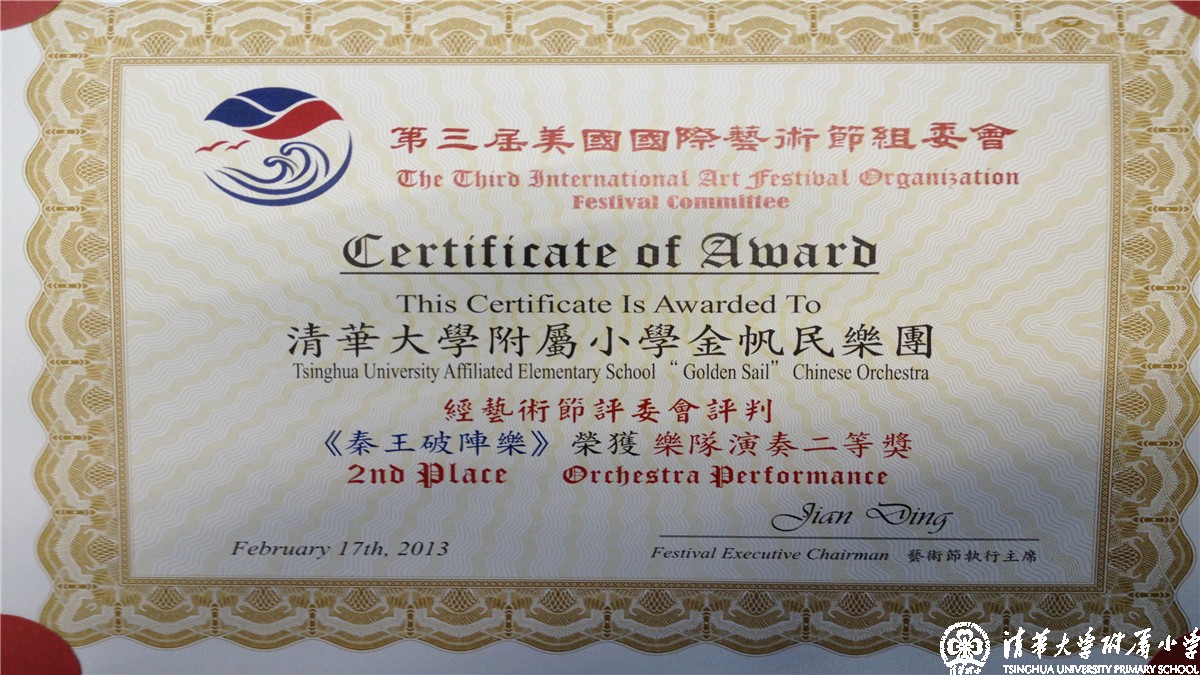 第三届美國國際藝術節組委會
The Third International Art Festival Organization
Festival Committee
Certificate of Award
This Certificate Is Awarded To
清華大學附屬小學金帆民樂團
Tsinghua University Affiliated Elementary School “ Golden Sail” Chinese Orchestra
經藝術節評委會評判
《秦王破陣樂》 榮獲 樂隊演奏二等獎
2nd Place Orchestra Performance
Jian Ding
February 17th, 2013
Festival Executive Chairman 藝術節執行主席
清华大学附属小学
TSINGHUA UNIVERSITY PRIMARY SCHOOL